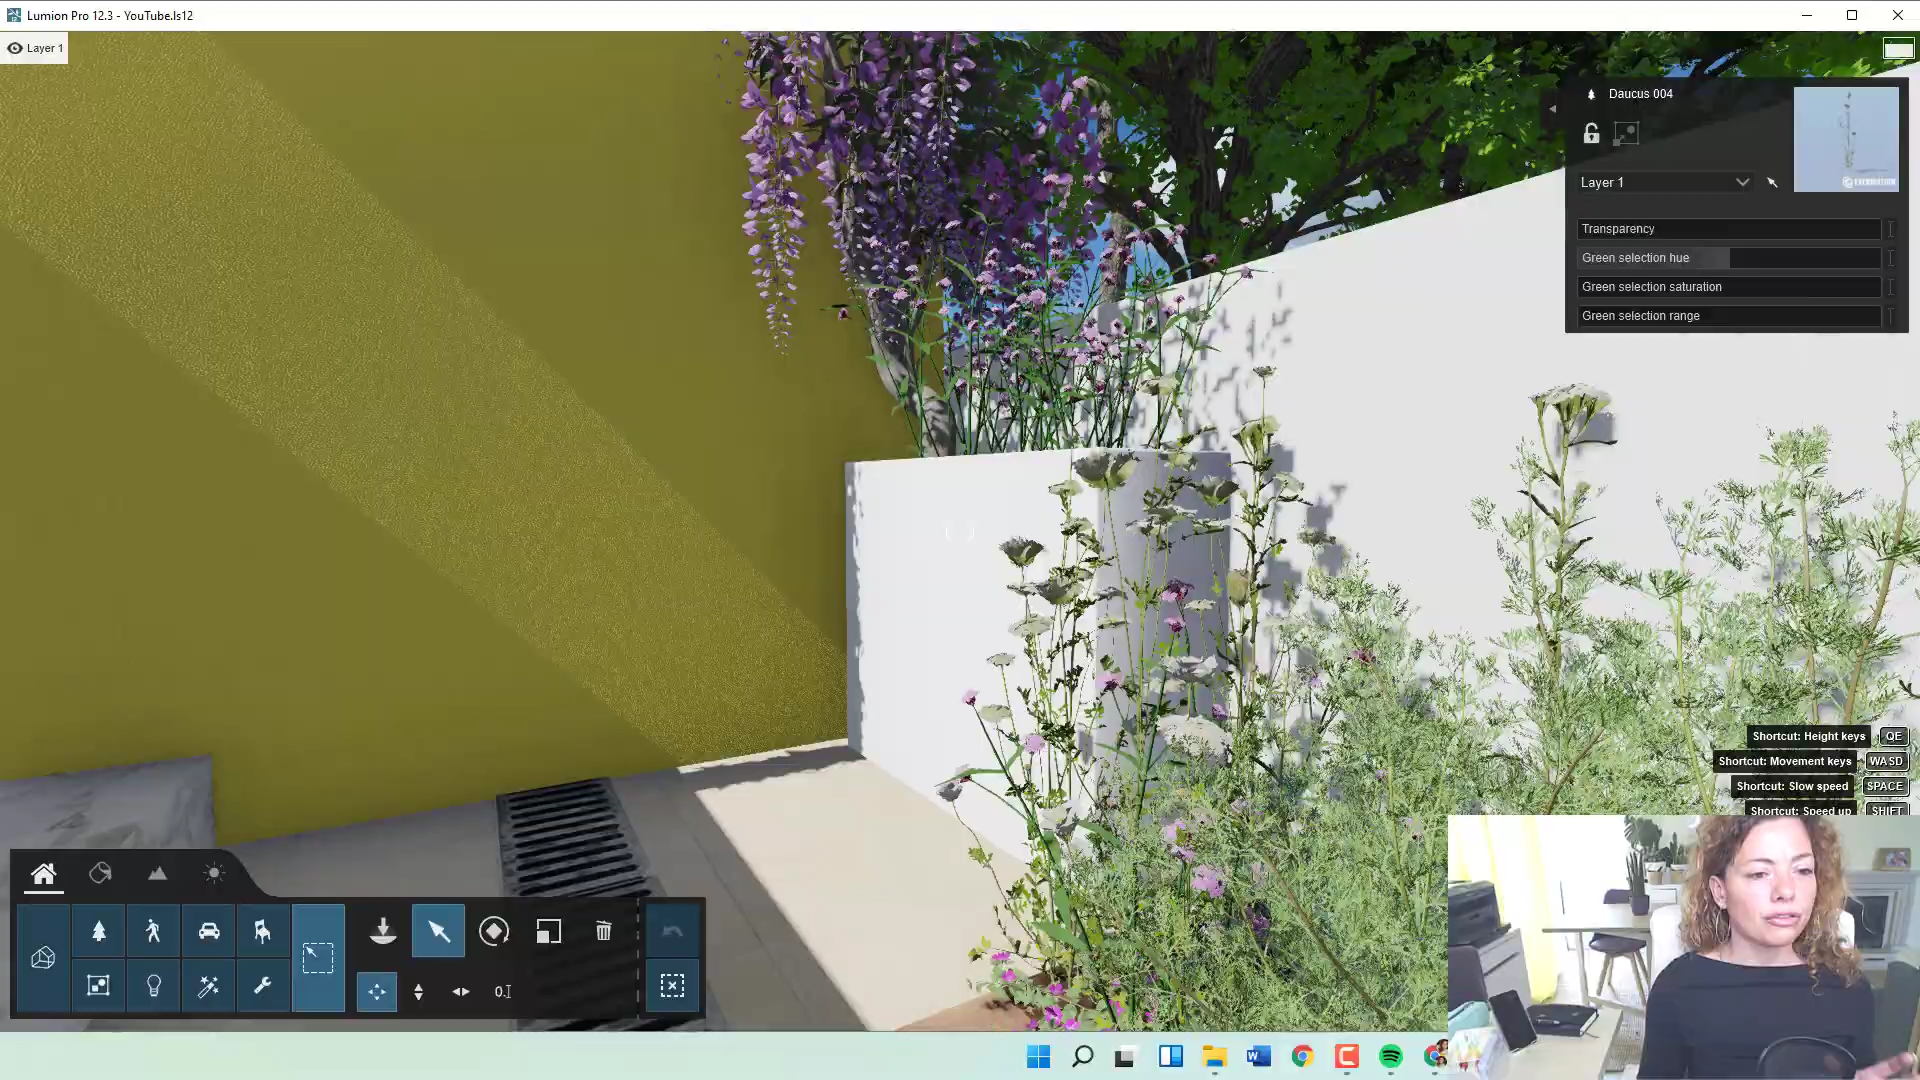 Lumion Pro 12.3 - YouTube.ls12
Layer 1
Daucus 004
Layer 1
Transparency
Green selection hue
Green selection saturation
Green selection range
Shortcut: Height keys QE
Shortcut: Movement keys WASD
Shortcut: Slow speed SPACE
Shortcut: Speed up SHIFT